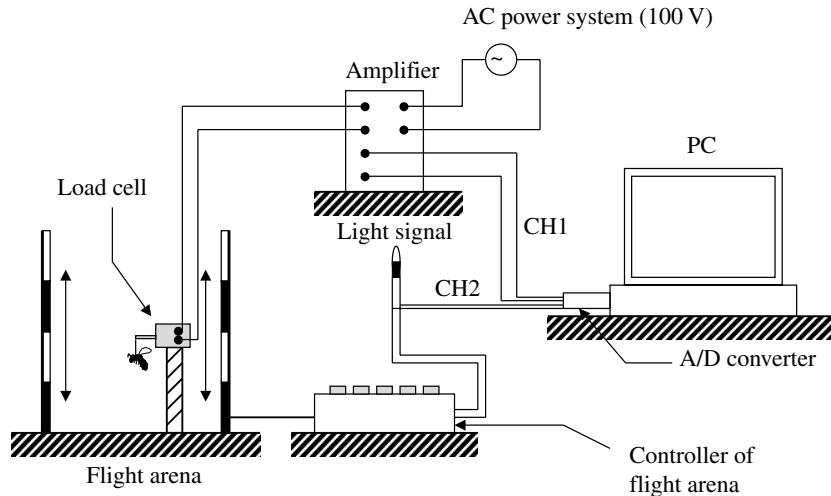 AC power system (100 V)
~
Amplifier
PC
Load cell
CH1
Light signal
CH2
A/D converter
Flight arena
Controller of
flight arena